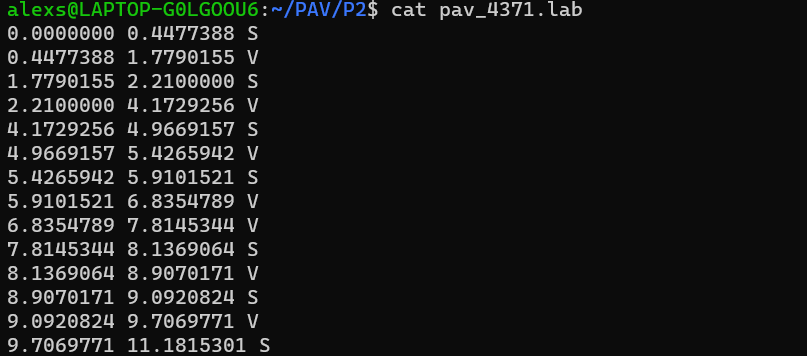 alexs@LAPTOP-G0LGOOU6:~/PAV/P2$ cat pav_4371.lab
0.0000000 0.4477388 S
0.4477388 1.7790155 V
1.7790155 2.2100000 S
2.2100000 4.1729256 V
4.1729256 4.9669157 S
4.9669157 5.4265942 V
5.4265942 5.9101521 S
5.9101521 6.8354789 V
6.8354789 7.8145344 V
7.8145344 8.1369064 S
8.1369064 8.9070171 V
8.9070171 9.0920824 S
9.0920824 9.7069771 V
9.7069771 11.1815301 S